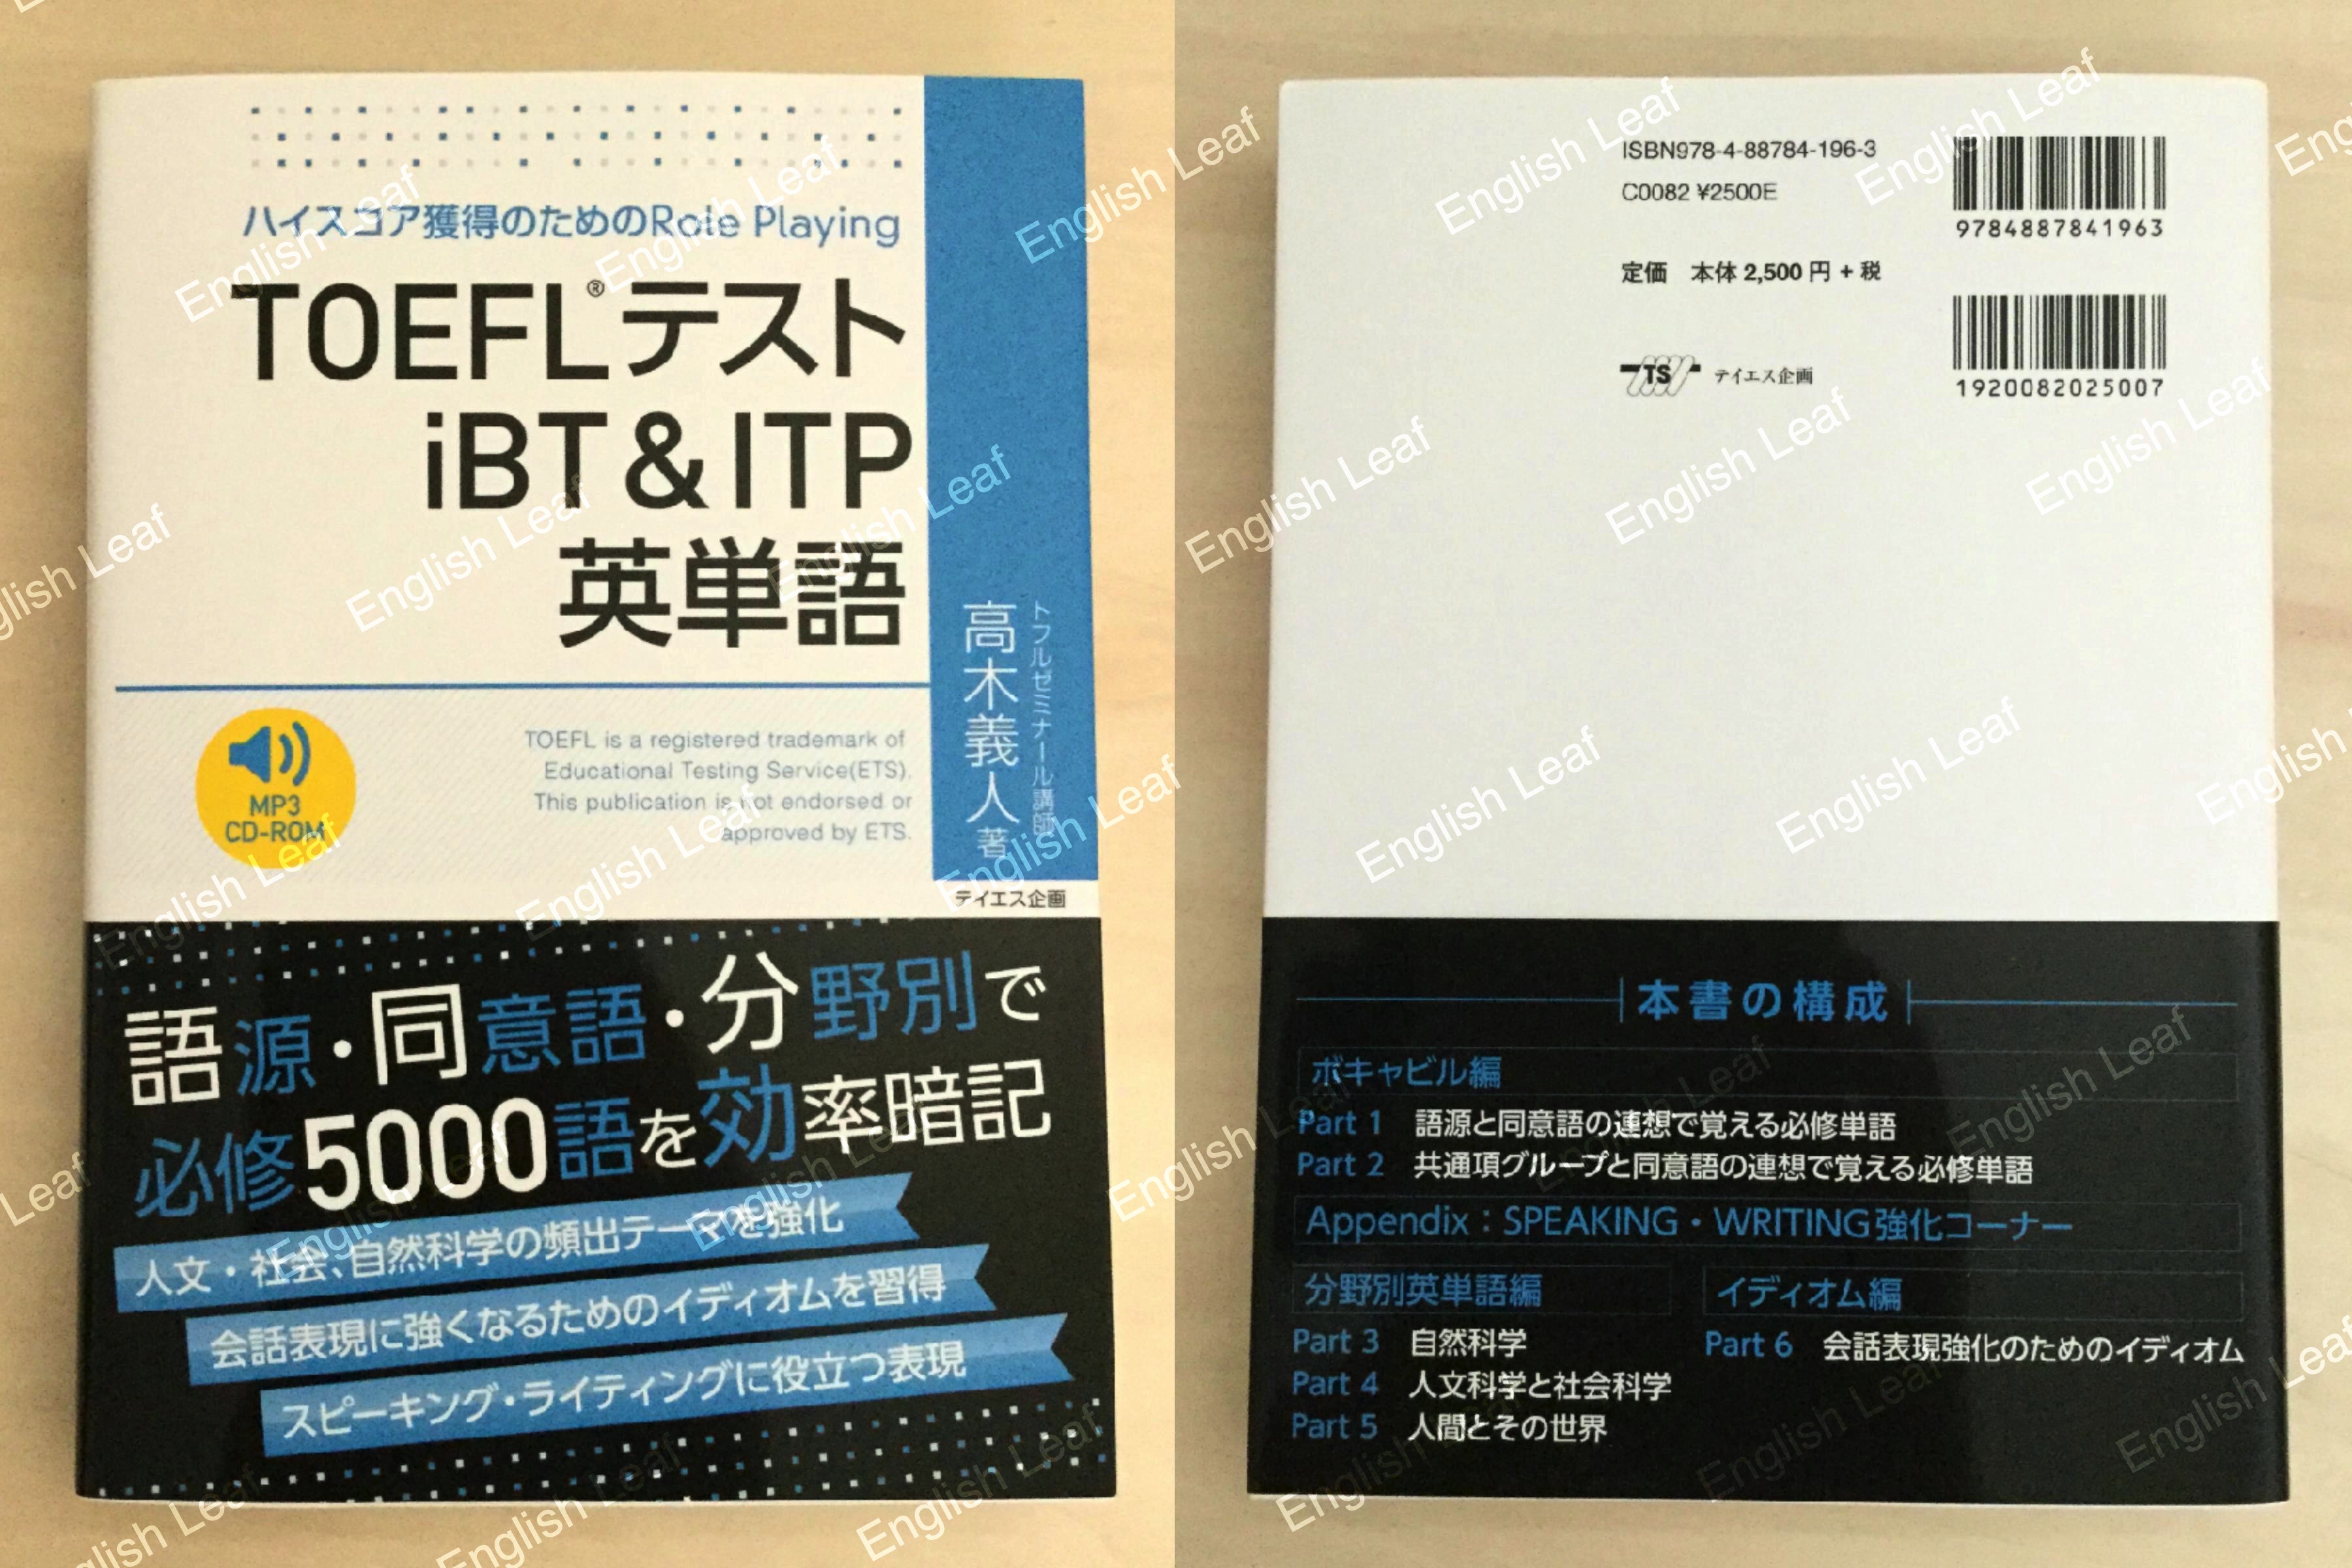 ハイスコア獲得のためのRole Playing
TOEFL®テスト
iBT & ITP
英単語
トフルゼミナール講師
高木義人 著
MP3
CD-ROM
TOEFL is a registered trademark of
Educational Testing Service(ETS).
This publication is not endorsed or
approved by ETS.
テイエス企画
語源・同意語・分野別で
必修5000語を効率暗記
人文・社会、自然科学の頻出テーマを強化
会話表現に強くなるためのイディオムを習得
スピーキング・ライティングに役立つ表現
ISBN978-4-88784-196-3
C0082 ¥2500E
9784887841963
定価 本体 2,500 円 + 税
TS テイエス企画
1920082025007
本書の構成
ボキャビル編
Part 1 語源と同意語の連想で覚える必修単語
Part 2 共通項グループと同意語の連想で覚える必修単語
Appendix：SPEAKING・WRITING強化コーナー
分野別英単語編
Part 3 自然科学
Part 4 人文科学と社会科学
Part 5 人間とその世界
イディオム編
Part 6 会話表現強化のためのイディオム
English Leaf